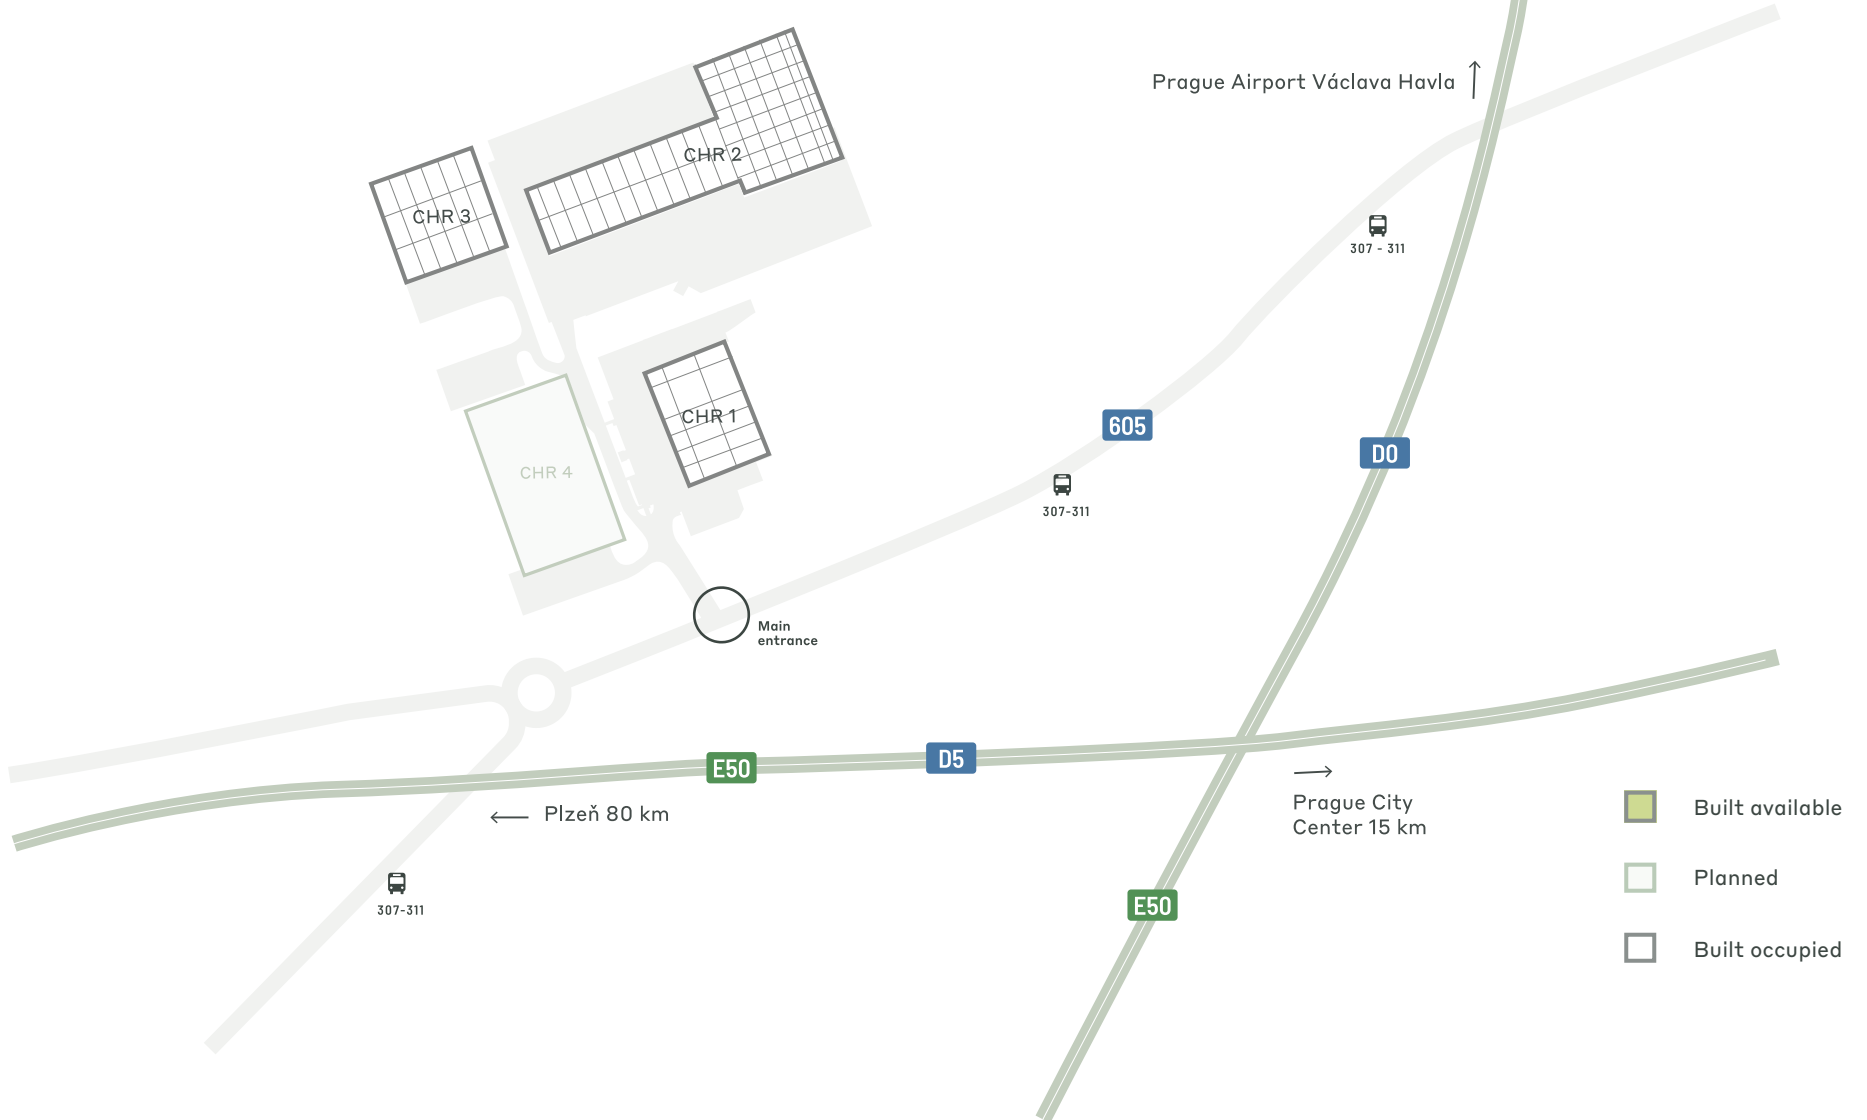 Prague Airport Václava Havla
CHR 2
CHR 3
307 - 311
CHR 1
605
D0
CHR 4
307-311
Main
entrance
E50
D5
Plzeň 80 km
Prague City
Center 15 km
Built available
Planned
307-311
E50
Built occupied